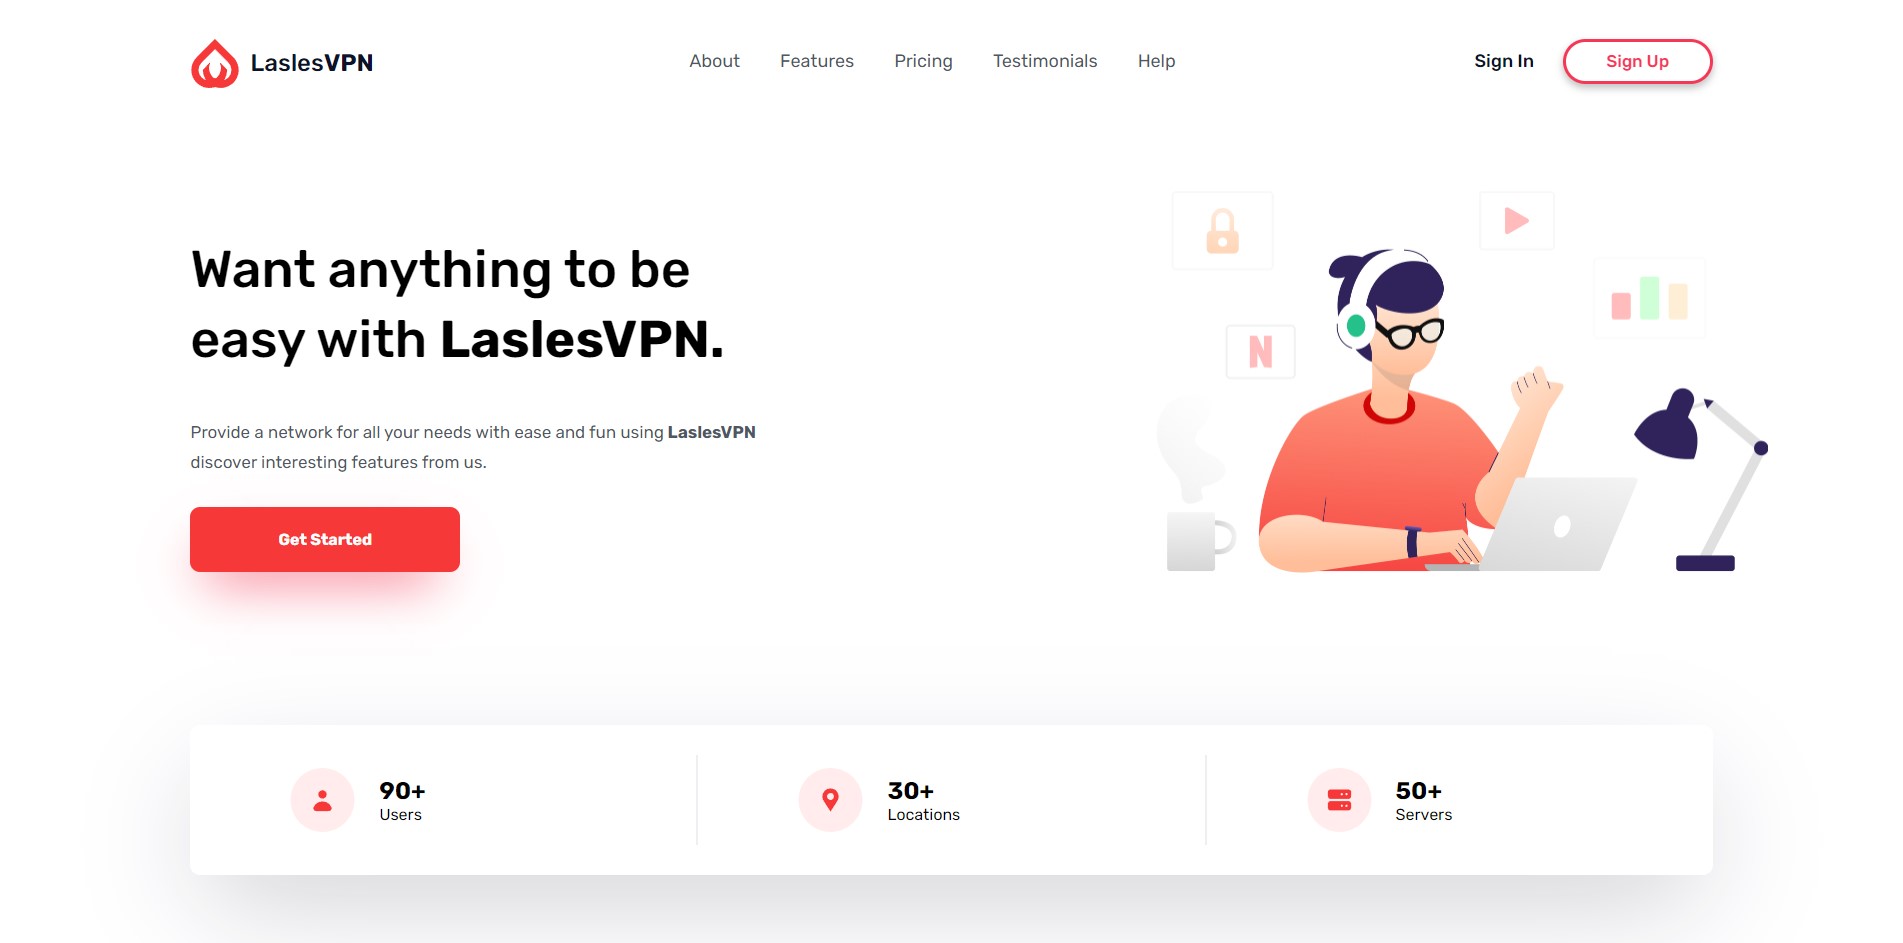 LaslesVPN
About
Features
Pricing
Testimonials
Help
Sign In
Sign Up
Want anything to be
easy with LaslesVPN.
Provide a network for all your needs with ease and fun using LaslesVPN
discover interesting features from us.
Get Started
N
90+
Users
30+
Locations
50+
Servers